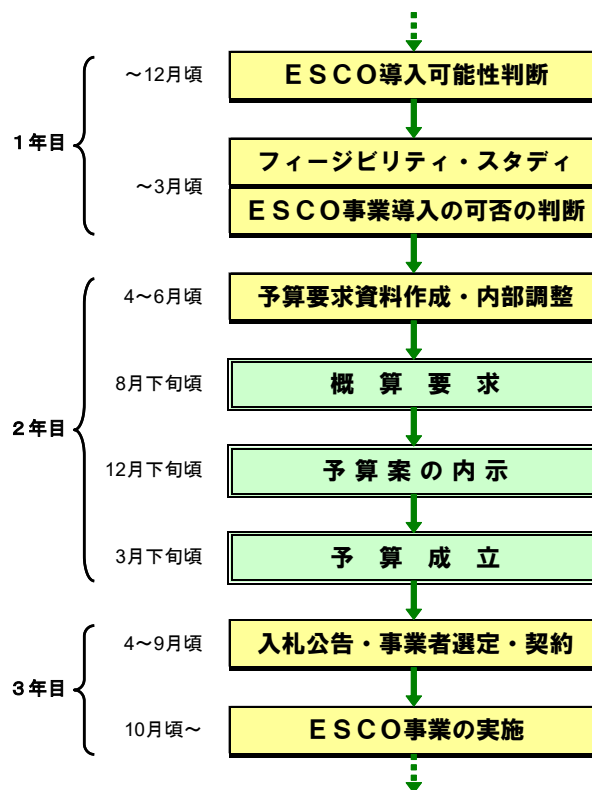 1年目
~12月頃
ESCO導入可能性判断
~3月頃
フィージビリティ・スタディ
ESCO事業導入の可否の判断
2年目
4~6月頃
予算要求資料作成・内部調整
8月下旬頃
概算要求
12月下旬頃
予算案の内示
3月下旬頃
予算成立
3年目
4~9月頃
入札公告・事業者選定・契約
10月頃~
ESCO事業の実施